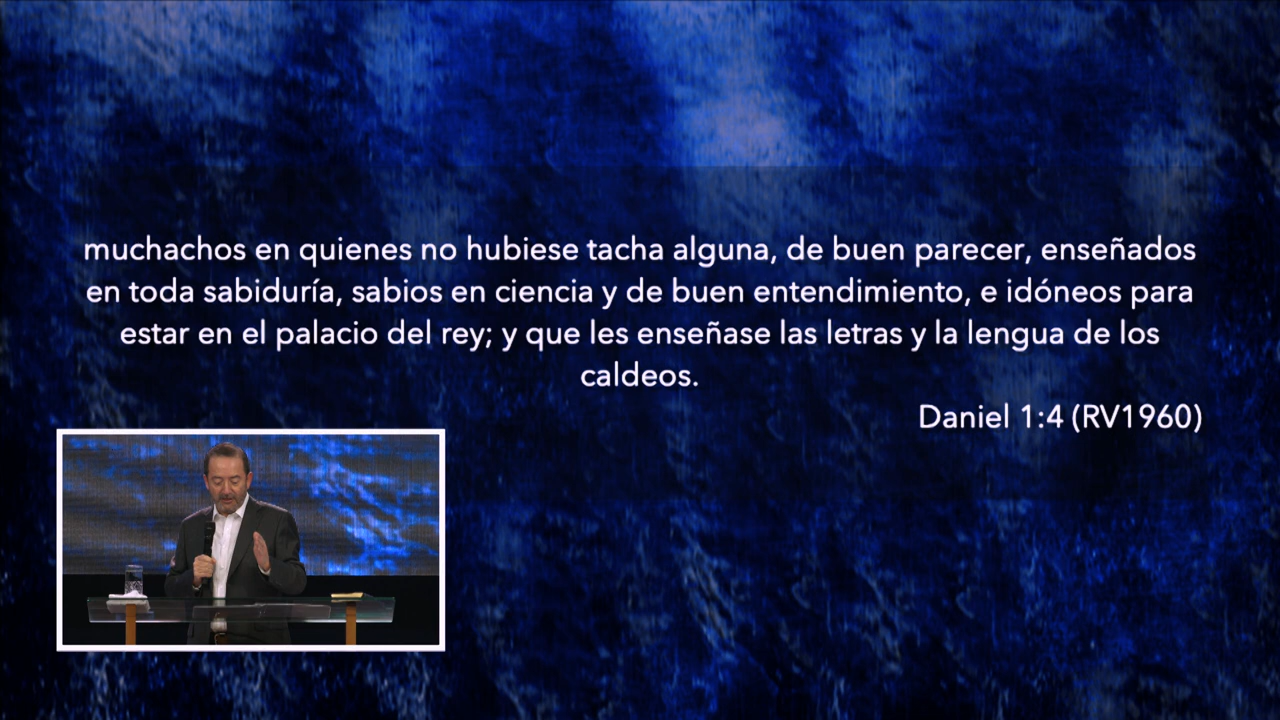 muchachos en quienes no hubiese tacha alguna, de buen parecer, enseñados
en toda sabiduría, sabios en ciencia y de buen entendimiento, e idóneos para
estar en el palacio del rey; y que les enseñase las letras y la lengua de los
caldeos.
Daniel 1:4 (RV1960)